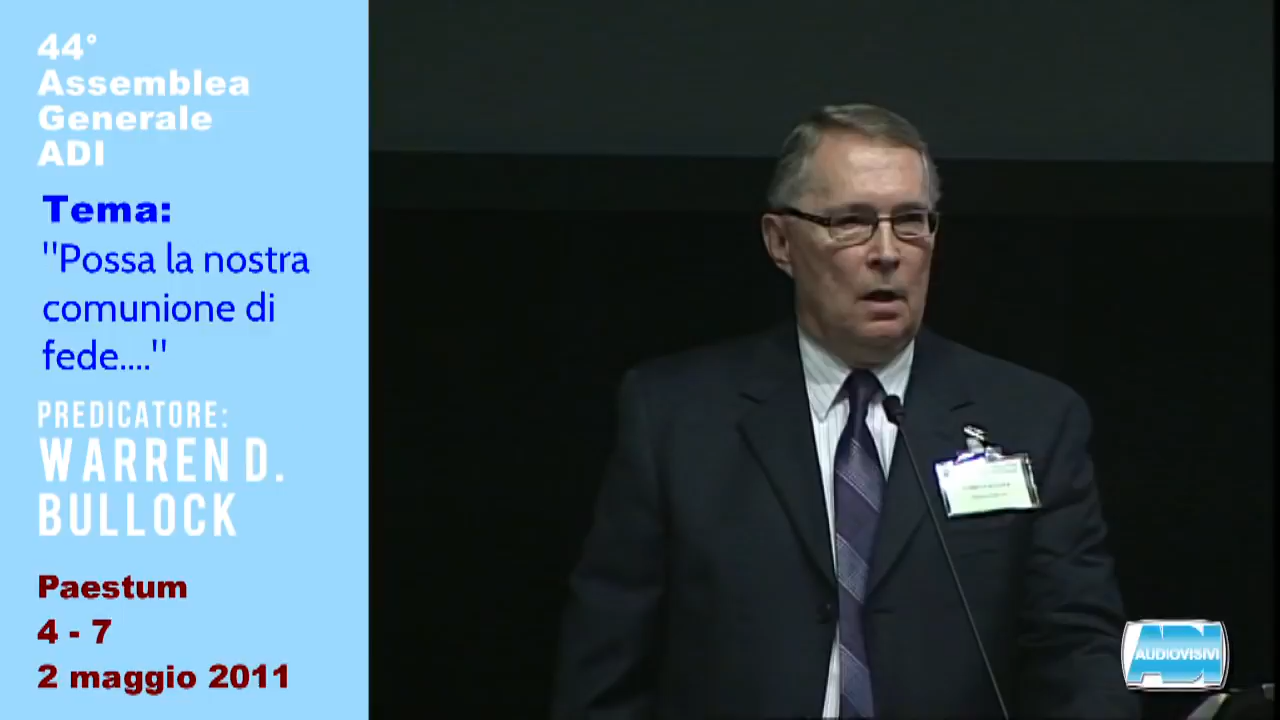 44°
Assemblea
Generale
ADI
Tema:
"Possa la nostra
comunione di
fede...."
PREDICATORE:
WARREN D.
BULLOCK
Paestum
4 - 7
2 maggio 2011
ADI
AUDIOVISIVI